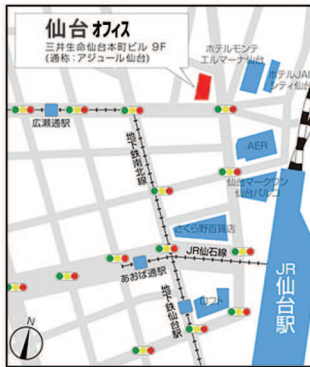 仙台 オフィス
三井生命仙台本町ビル 9F
(通称：アジュール仙台)
ホテルモンテ
エルマーナ仙台
ホテルJAL
シティ仙台
広瀬通駅
地下鉄南北線
AER
仙台マークワン
仙台パルコ
さくら野百貨店
JR仙石線
あおば通駅
地下鉄仙台駅
ロフト
JR
仙台駅
N